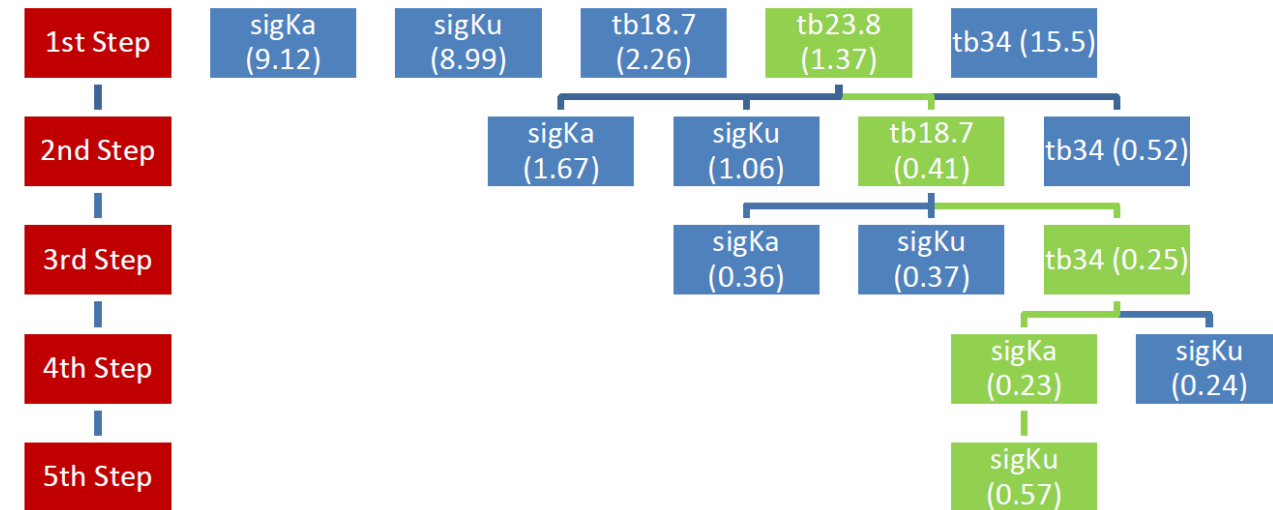 1st Step
sigKa
(9.12)
sigKu
(8.99)
tb18.7
(2.26)
tb23.8
(1.37)
tb34 (15.5)
2nd Step
sigKa
(1.67)
sigKu
(1.06)
tb18.7
(0.41)
tb34 (0.52)
3rd Step
sigKa
(0.36)
sigKu
(0.37)
tb34 (0.25)
4th Step
sigKa
(0.23)
sigKu
(0.24)
5th Step
sigKu
(0.57)